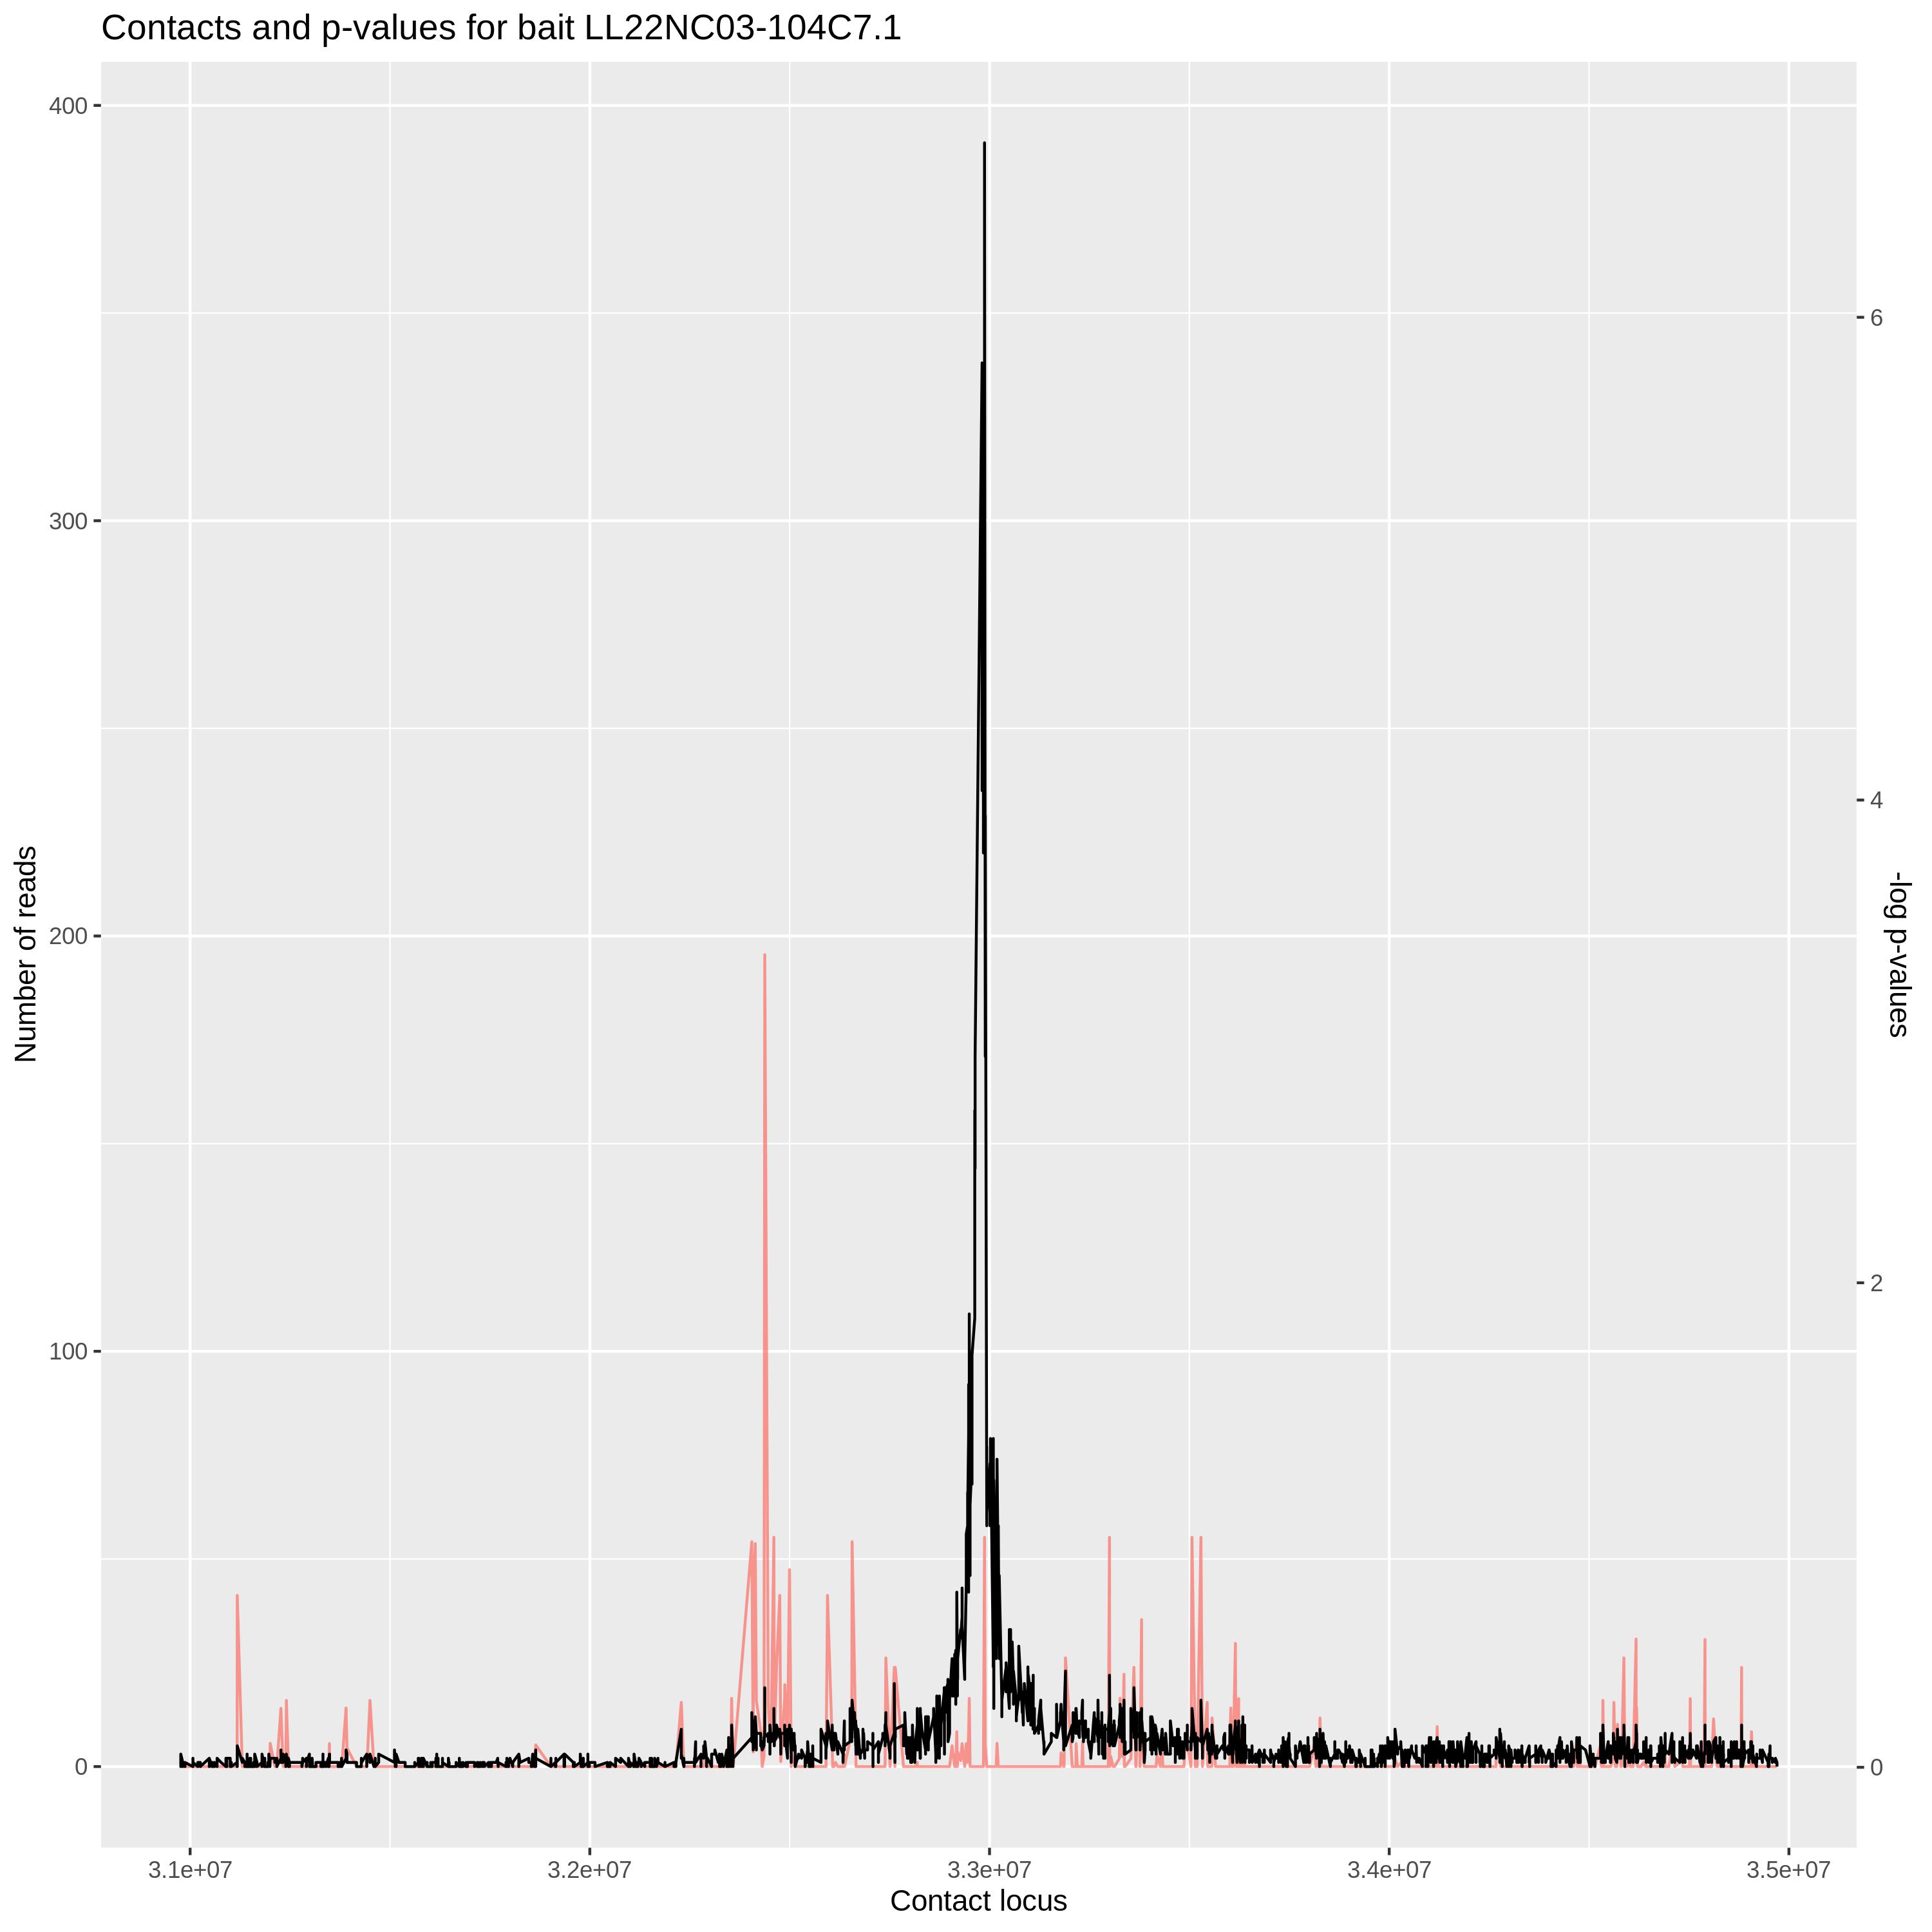 Contacts and p-values for bait LL22NC03-104C7.1
400
300
200
100
0
Number of reads
6
4
2
0
-log p-values
3.1e+07 3.2e+07 3.3e+07 3.4e+07 3.5e+07
Contact locus